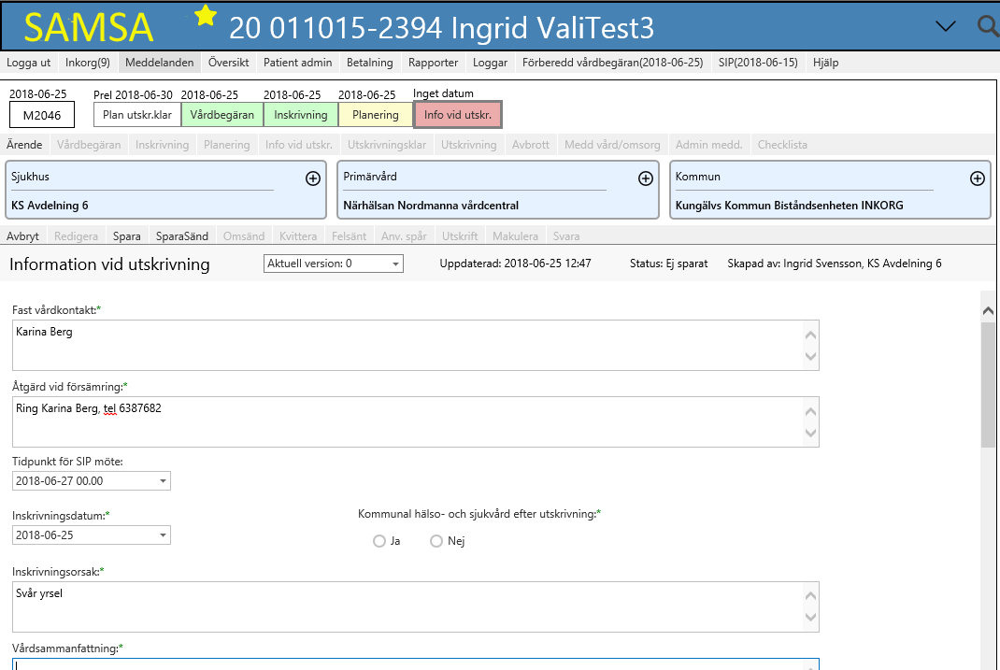 SAMSA 20 011015-2394 Ingrid ValiTest3
Logga ut Inkorg(9) Meddelanden Översikt Patient admin Betalning Rapporter Loggar Förberedd vårdbegäran(2018-06-25) SIP(2018-06-15) Hjälp
2018-06-25 Prel 2018-06-30 2018-06-25 2018-06-25 2018-06-25 Inget datum
M2046 Plan utskr.klar Vårdbegäran Inskrivning Planering Info vid utskr.
Ärende Vårdbegäran Inskrivning Planering Info vid utskr. Utskrivningsklar Utskrivning Avbrott Medd vård/omsorg Admin medd. Checklista
Sjukhus Primärvård Kommun
KS Avdelning 6 Närhälsan Nordmanna vårdcentral Kungälvs Kommun Biståndsenheten INKORG
Avbryt Redigera Spara SparaSänd Omsänd Kvittera Felsänt Anv. spår Utskrift Makulera Svara
Information vid utskrivning Aktuell version: 0 Uppdaterad: 2018-06-25 12:47 Status: Ej sparat Skapad av: Ingrid Svensson, KS Avdelning 6
Fast vårdkontakt:*
Karina Berg
Åtgärd vid försämring:*
Ring Karina Berg, tel 6387682
Tidpunkt för SIP möte:
2018-06-27 00.00
Inskrivningsdatum:* Kommunal hälso- och sjukvård efter utskrivning:*
2018-06-25 Ja Nej
Inskrivningsorsak:*
Svår yrsel
Vårdsammanfattning:*